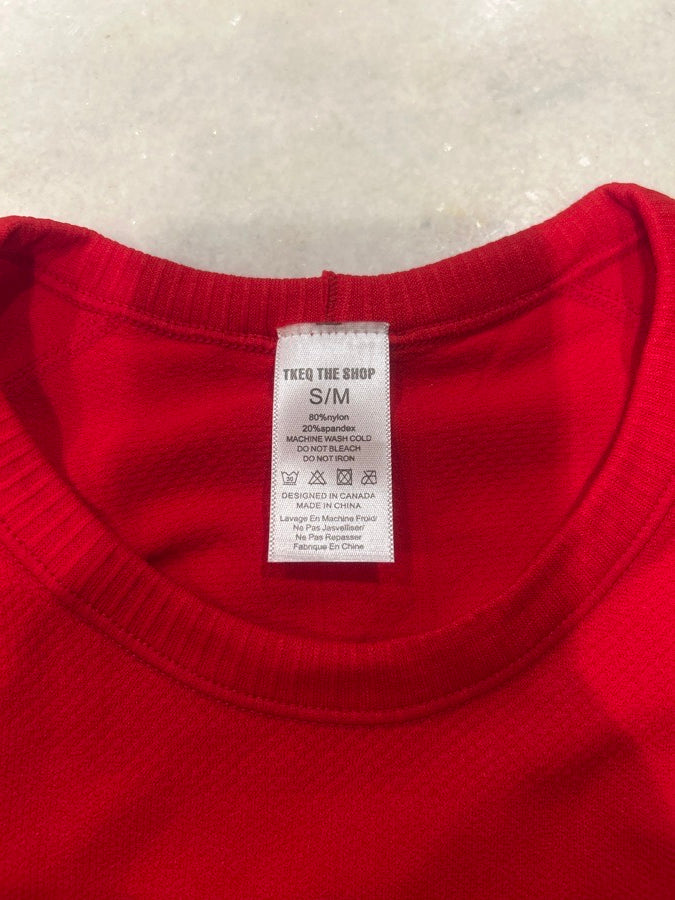 TKEQ THE SHOP
S/M
80%nylon
20%spandex
MACHINE WASH COLD
DO NOT BLEACH
DO NOT IRON
30
DESIGNED IN CANADA
MADE IN CHINA
Lavage En Machine Froid/
Ne Pas Jasvelliser/
Ne Pas Repasser
Fabrique En Chine